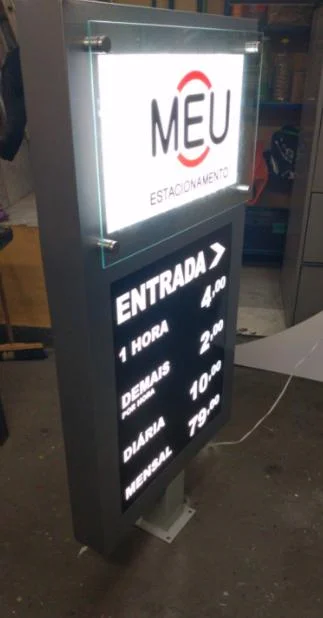 MEU
ESTACIONAMENTO
ENTRADA >
1 HORA 4,00
DEMAIS 2,00
POR HORA
DIÁRIA 10,00
MENSAL 79,00